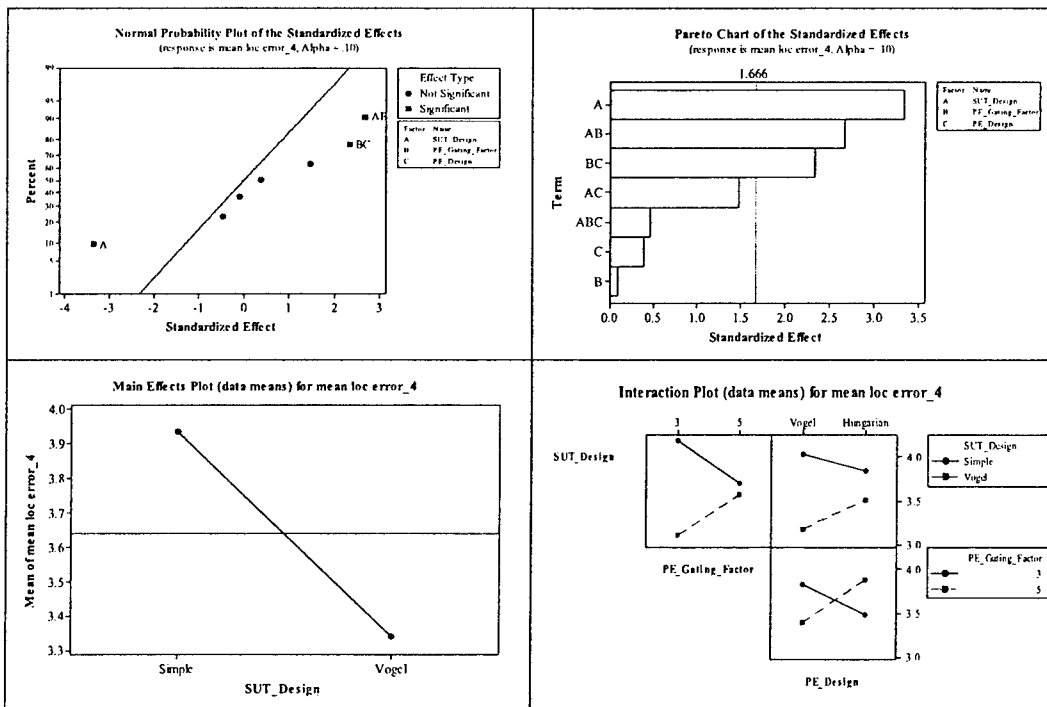 Normal Probability Plot of the Standardized Effects
(response is mean loc error_4, Alpha = .10)
99
95
90
80
70
60
50
40
30
20
10
5
1
Percent
A
AB
BC
-4 -3 -2 -1 0 1 2 3
Standardized Effect
Effect Type
Not Significant
Significant
Factor Name
A SUT_Design
B PE_Gating_Factor
C PE_Design
Pareto Chart of the Standardized Effects
(response is mean loc error_4, Alpha = .10)
1.666
Term
A
AB
BC
AC
ABC
C
B
0.0 0.5 1.0 1.5 2.0 2.5 3.0 3.5
Standardized Effect
Factor Name
A SUT_Design
B PE_Gating_Factor
C PE_Design
Main Effects Plot (data means) for mean loc error_4
Mean of mean loc error_4
4.0
3.9
3.8
3.7
3.6
3.5
3.4
3.3
Simple Vogel
SUT_Design
Interaction Plot (data means) for mean loc error_4
3 5 Vogel Hungarian
SUT_Design
4.0
3.5
3.0
SUT_Design
Simple
Vogel
PE_Gating_Factor
4.0
3.5
3.0
PE_Gating_Factor
3
5
PE_Design